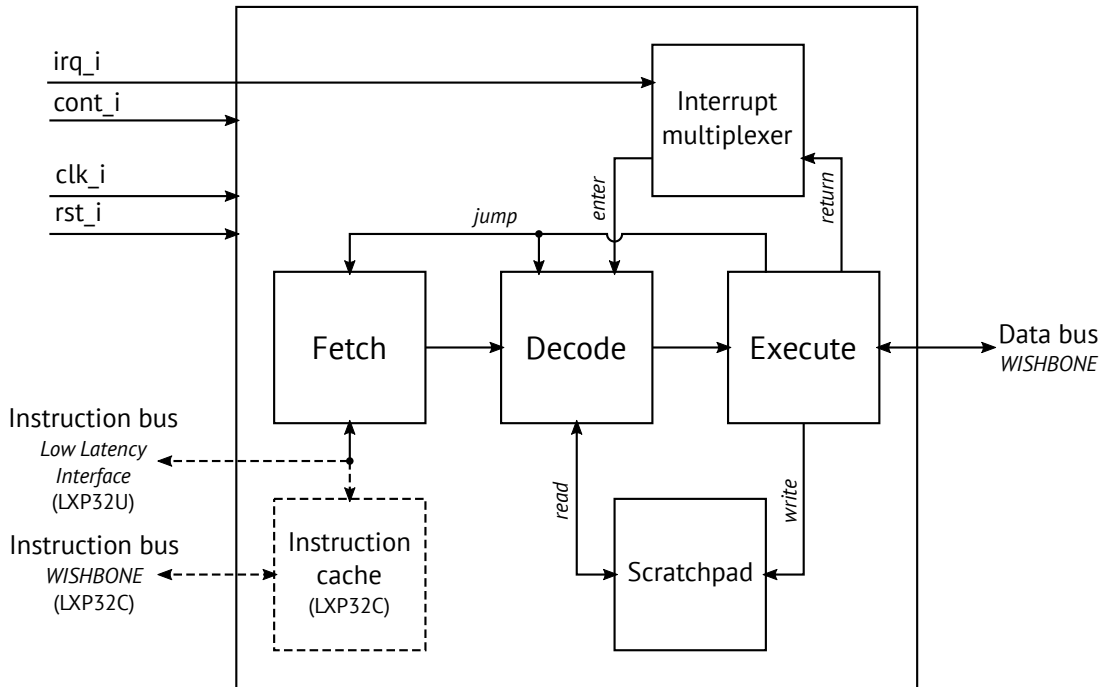 irq_i
cont_i
clk_i
rst_i
Interrupt
multiplexer
enter
return
jump
Fetch
Decode
Execute
Data bus
WISHBONE
Instruction bus
Low Latency
Interface
(LXP32U)
read
write
Instruction bus
WISHBONE
(LXP32C)
Instruction
cache
(LXP32C)
Scratchpad